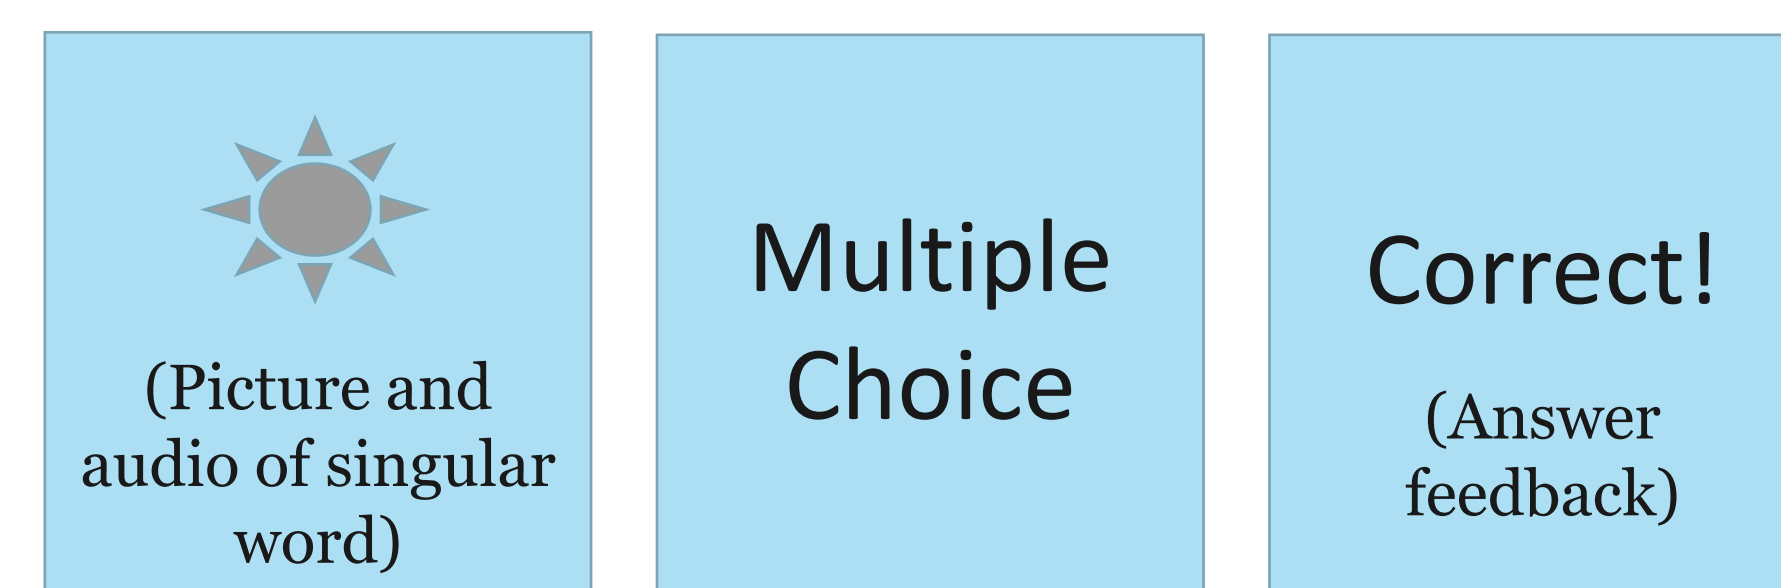 (Picture and
audio of singular
word)
Multiple
Choice
Correct!
(Answer
feedback)